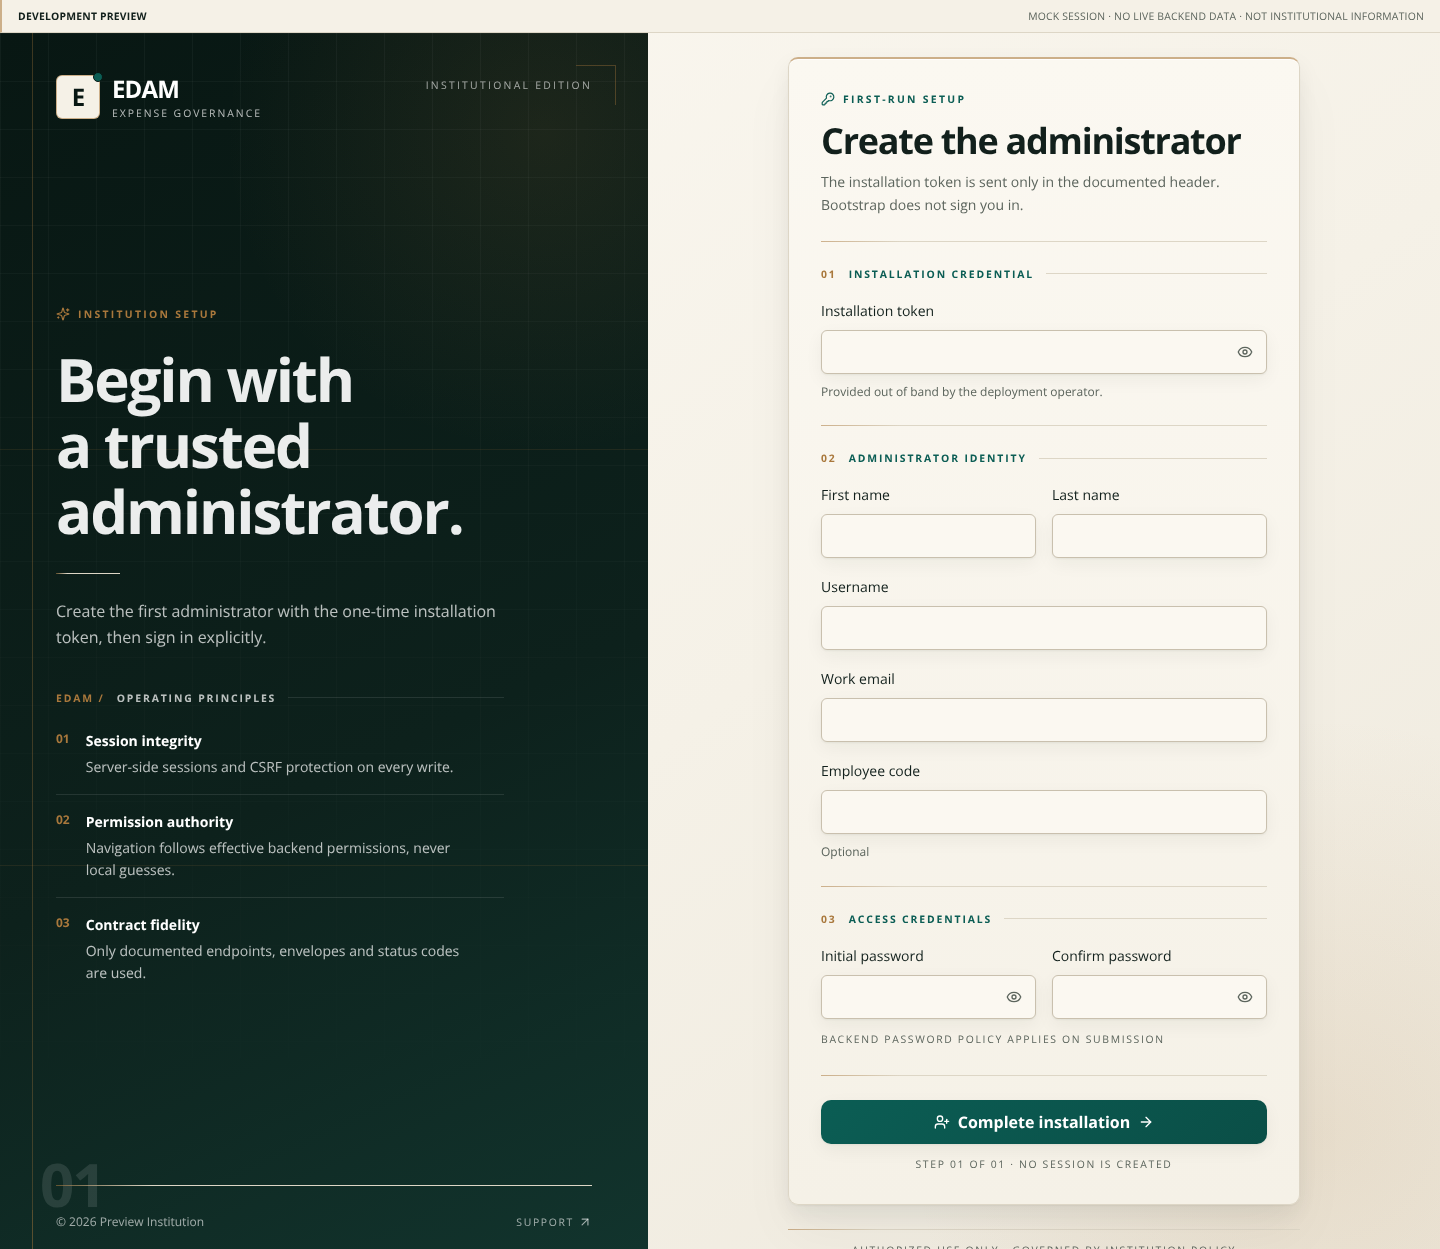 DEVELOPMENT PREVIEW
MOCK SESSION · NO LIVE BACKEND DATA · NOT INSTITUTIONAL INFORMATION
E
EDAM
EXPENSE GOVERNANCE
INSTITUTIONAL EDITION
INSTITUTION SETUP
Begin with
a trusted
administrator.
Create the first administrator with the one-time installation
token, then sign in explicitly.
EDAM / OPERATING PRINCIPLES
01 Session integrity
Server-side sessions and CSRF protection on every write.
02 Permission authority
Navigation follows effective backend permissions, never
local guesses.
03 Contract fidelity
Only documented endpoints, envelopes and status codes
are used.
01
© 2026 Preview Institution
SUPPORT
FIRST-RUN SETUP
Create the administrator
The installation token is sent only in the documented header.
Bootstrap does not sign you in.
01 INSTALLATION CREDENTIAL
Installation token
Provided out of band by the deployment operator.
02 ADMINISTRATOR IDENTITY
First name Last name
Username
Work email
Employee code
Optional
03 ACCESS CREDENTIALS
Initial password Confirm password
BACKEND PASSWORD POLICY APPLIES ON SUBMISSION
Complete installation
STEP 01 OF 01 · NO SESSION IS CREATED
AUTHORIZED USE ONLY · GOVERNED BY INSTITUTION POLICY